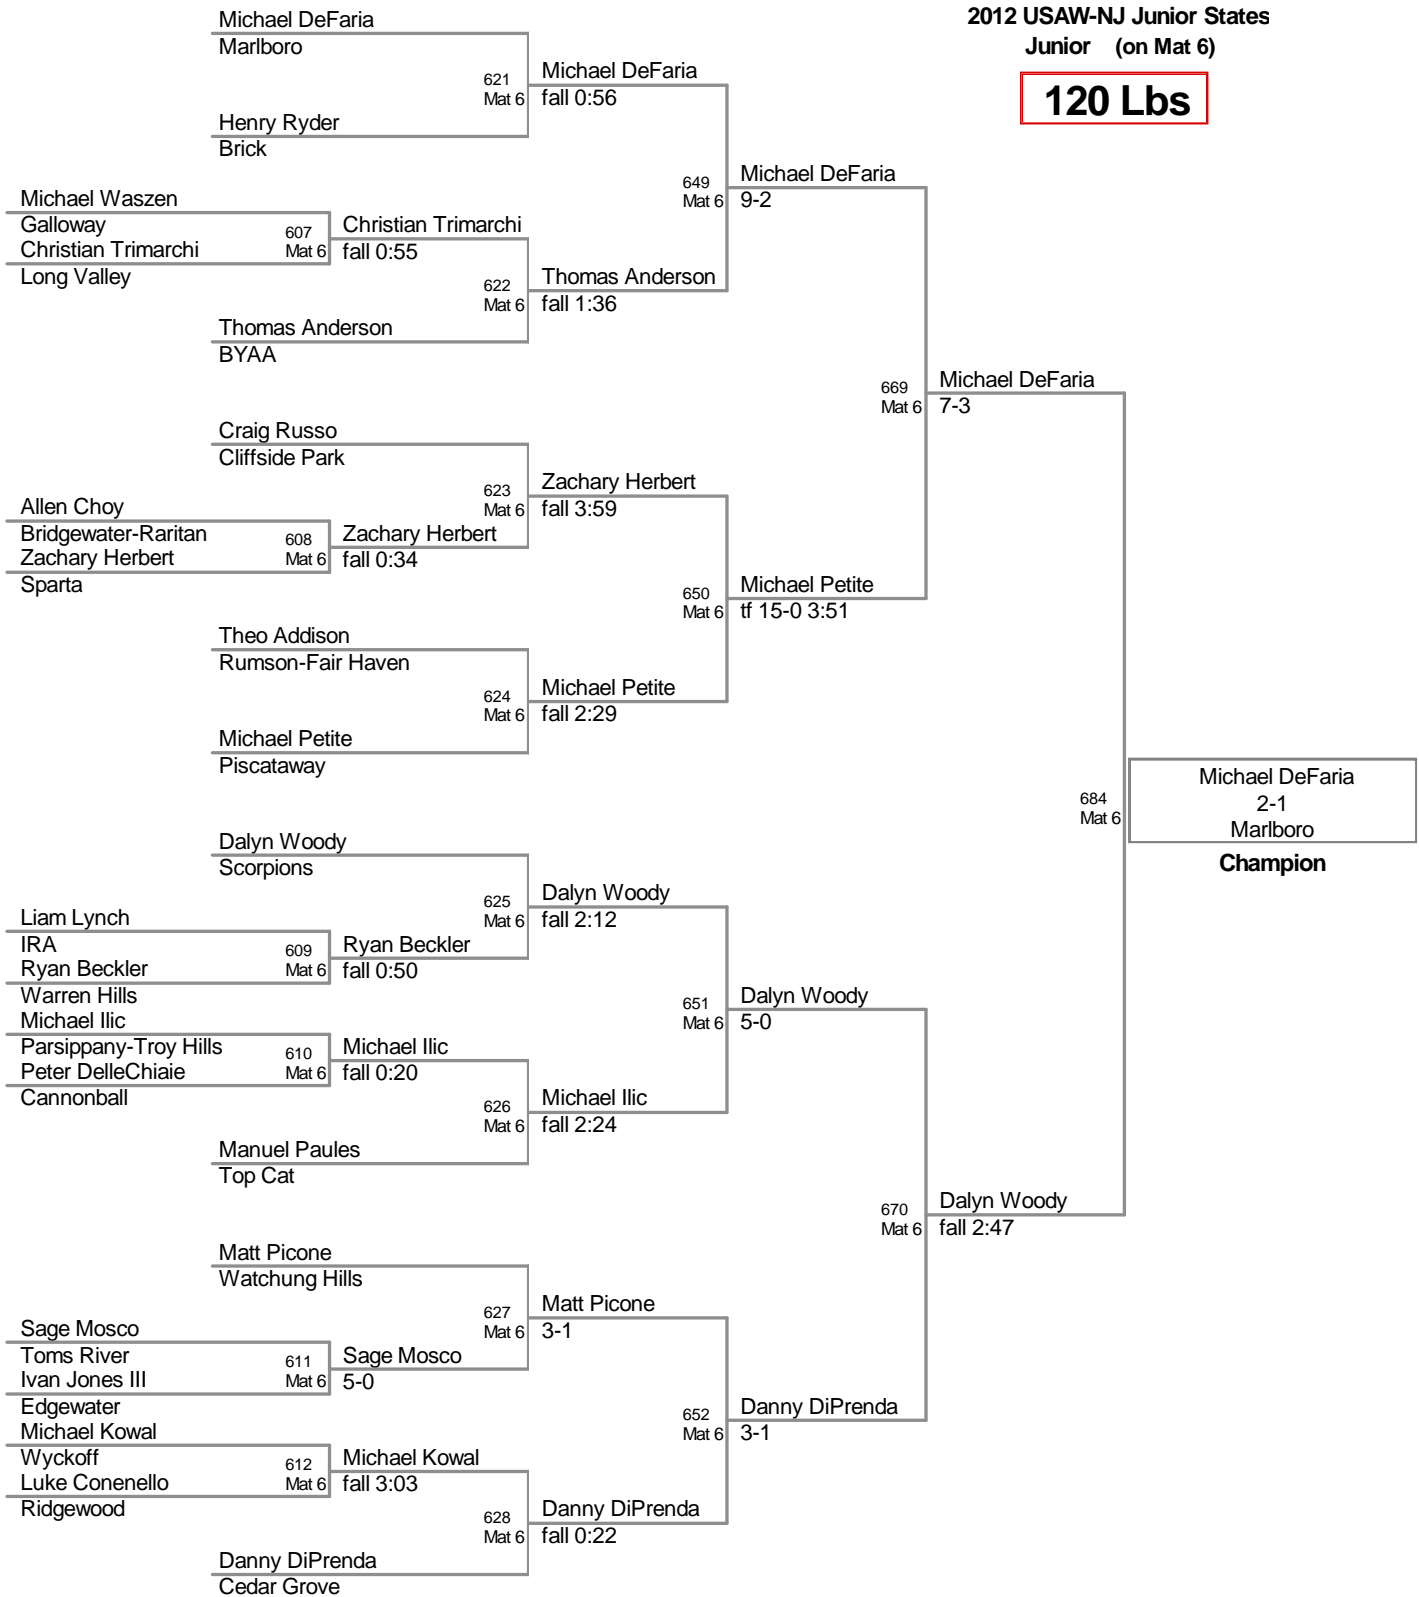 2012 USAW-NJ Junior States
Junior (on Mat 6)
120 Lbs
Michael DeFaria
Marlboro
621
Mat 6
Michael DeFaria
fall 0:56
Henry Ryder
Brick
649
Mat 6
Michael DeFaria
9-2
Michael Waszen
Galloway
607
Mat 6
Christian Trimarchi
fall 0:55
Christian Trimarchi
Long Valley
622
Mat 6
Thomas Anderson
fall 1:36
Thomas Anderson
BYAA
669
Mat 6
Michael DeFaria
7-3
Craig Russo
Cliffside Park
623
Mat 6
Zachary Herbert
fall 3:59
Allen Choy
Bridgewater-Raritan
608
Mat 6
Zachary Herbert
fall 0:34
Zachary Herbert
Sparta
650
Mat 6
Michael Petite
tf 15-0 3:51
Theo Addison
Rumson-Fair Haven
624
Mat 6
Michael Petite
fall 2:29
Michael Petite
Piscataway
684
Mat 6
Michael DeFaria
2-1
Marlboro
Champion
Dalyn Woody
Scorpions
625
Mat 6
Dalyn Woody
fall 2:12
Liam Lynch
IRA
609
Mat 6
Ryan Beckler
fall 0:50
Ryan Beckler
Warren Hills
651
Mat 6
Dalyn Woody
5-0
Michael Ilic
Parsippany-Troy Hills
610
Mat 6
Michael Ilic
fall 0:20
Peter DelleChiaie
Cannonball
626
Mat 6
Michael Ilic
fall 2:24
Manuel Paules
Top Cat
670
Mat 6
Dalyn Woody
fall 2:47
Matt Picone
Watchung Hills
627
Mat 6
Matt Picone
3-1
Sage Mosco
Toms River
611
Mat 6
Sage Mosco
5-0
Ivan Jones III
Edgewater
652
Mat 6
Danny DiPrenda
3-1
Michael Kowal
Wyckoff
612
Mat 6
Michael Kowal
fall 3:03
Luke Conenello
Ridgewood
628
Mat 6
Danny DiPrenda
fall 0:22
Danny DiPrenda
Cedar Grove